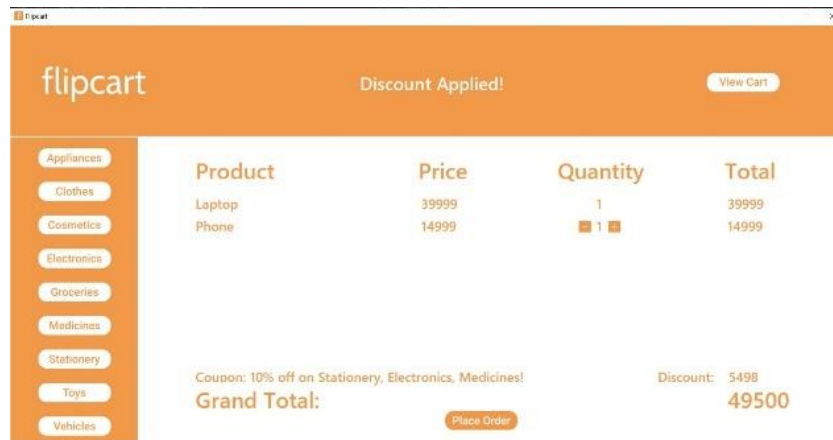 flipcart
flipcart
Discount Applied!
View Cart
Appliances
Clothes
Cosmetics
Electronics
Groceries
Medicines
Stationery
Toys
Vehicles
Product Price Quantity Total
Laptop 39999 1 39999
Phone 14999 − 1 + 14999
Coupon: 10% off on Stationery, Electronics, Medicines! Discount: 5498
Grand Total: 49500
Place Order